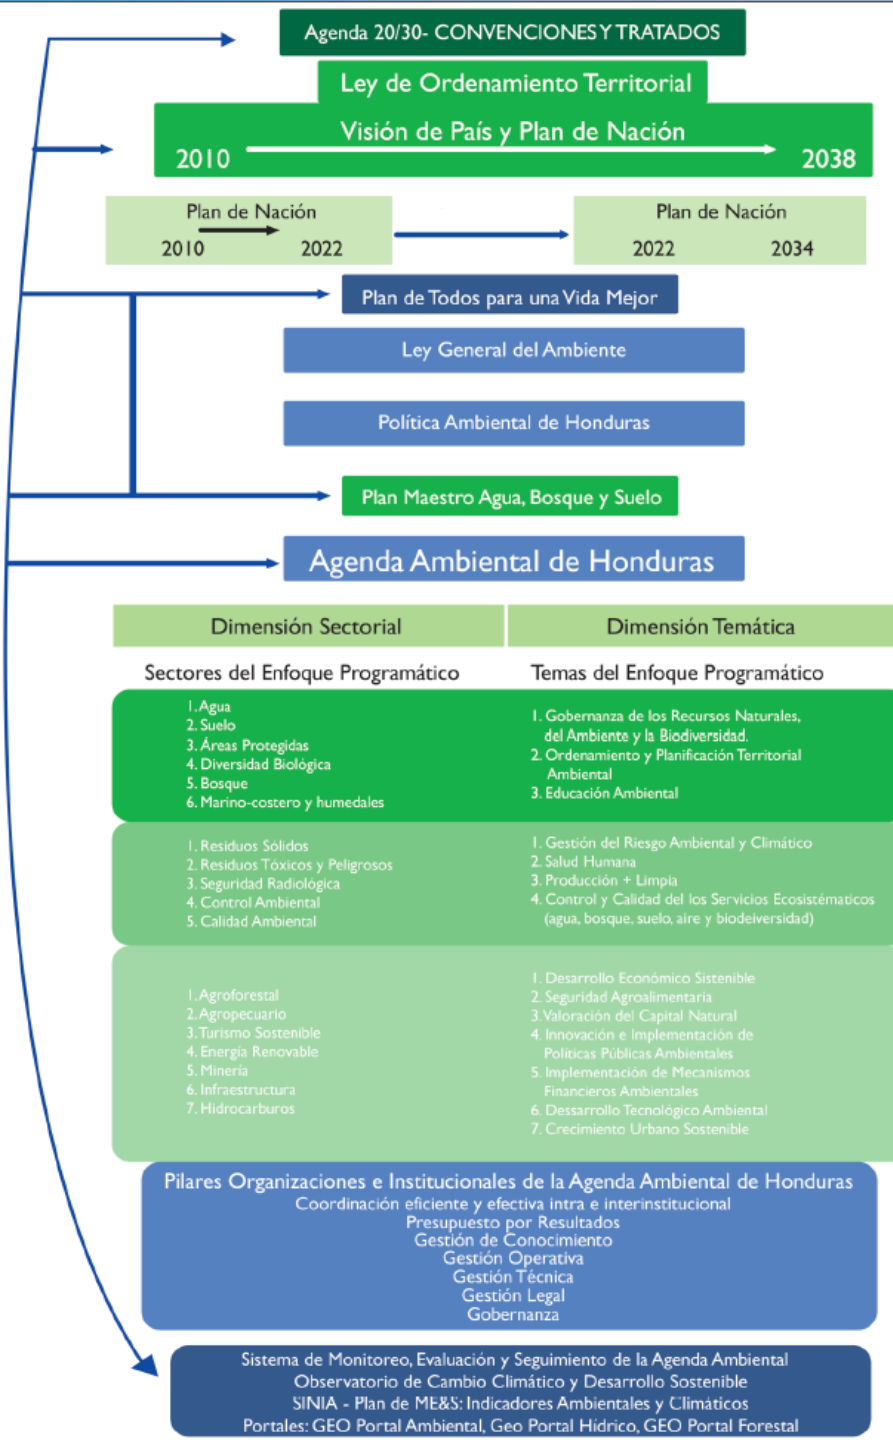 Agenda 20/30- CONVENCIONES Y TRATADOS
Ley de Ordenamiento Territorial
Visión de País y Plan de Nación
2010 2038
Plan de Nación
2010 2022
Plan de Nación
2022 2034
Plan de Todos para una Vida Mejor
Ley General del Ambiente
Política Ambiental de Honduras
Plan Maestro Agua, Bosque y Suelo
Agenda Ambiental de Honduras
Dimensión Sectorial
Sectores del Enfoque Programático
1. Agua
2. Suelo
3. Áreas Protegidas
4. Diversidad Biológica
5. Bosque
6. Marino-costero y humedales
1. Residuos Sólidos
2. Residuos Tóxicos y Peligrosos
3. Seguridad Radiológica
4. Control Ambiental
5. Calidad Ambiental
1. Agroforestal
2. Agropecuario
3. Turismo Sostenible
4. Energía Renovable
5. Minería
6. Infraestructura
7. Hidrocarburos
Dimensión Temática
Temas del Enfoque Programático
1. Gobernanza de los Recursos Naturales,
del Ambiente y la Biodiversidad.
2. Ordenamiento y Planificación Territorial
Ambiental
3. Educación Ambiental
1. Gestión del Riesgo Ambiental y Climático
2. Salud Humana
3. Producción + Limpia
4. Control y Calidad del los Servicios Ecosistématicos
(agua, bosque, suelo, aire y biodeiversidad)
1. Desarrollo Económico Sistenible
2. Seguridad Agroalimentaria
3. Valoración del Capital Natural
4. Innovación e Implementación de
Políticas Públicas Ambientales
5. Implementación de Mecanismos
Financieros Ambientales
6. Dessarrollo Tecnológico Ambiental
7. Crecimiento Urbano Sostenible
Pilares Organizaciones e Institucionales de la Agenda Ambiental de Honduras
Coordinación eficiente y efectiva intra e interinstitucional
Presupuesto por Resultados
Gestión de Conocimiento
Gestión Operativa
Gestión Técnica
Gestión Legal
Gobernanza
Sistema de Monitoreo, Evaluación y Seguimiento de la Agenda Ambiental
Observatorio de Cambio Climático y Desarrollo Sostenible
SINIA - Plan de ME&S: Indicadores Ambientales y Climáticos
Portales: GEO Portal Ambiental, Geo Portal Hídrico, GEO Portal Forestal